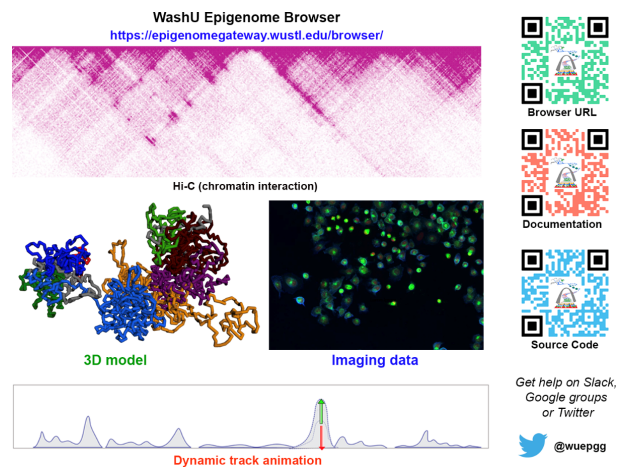 WashU Epigenome Browser
https://epigenomegateway.wustl.edu/browser/
Browser URL
Hi-C (chromatin interaction)
Documentation
3D model
Imaging data
Source Code
Get help on Slack,
Google groups
or Twitter
@wuepgg
Dynamic track animation